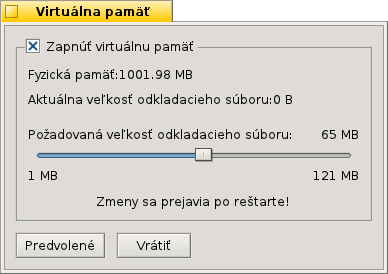 Virtuálna pamäť
Zapnúť virtuálnu pamäť
Fyzická pamäť:1001.98 MB
Aktuálna veľkosť odkladacieho súboru:0 B
Požadovaná veľkosť odkladacieho súboru: 65 MB
1 MB 121 MB
Zmeny sa prejavia po reštarte!
Predvolené Vrátiť